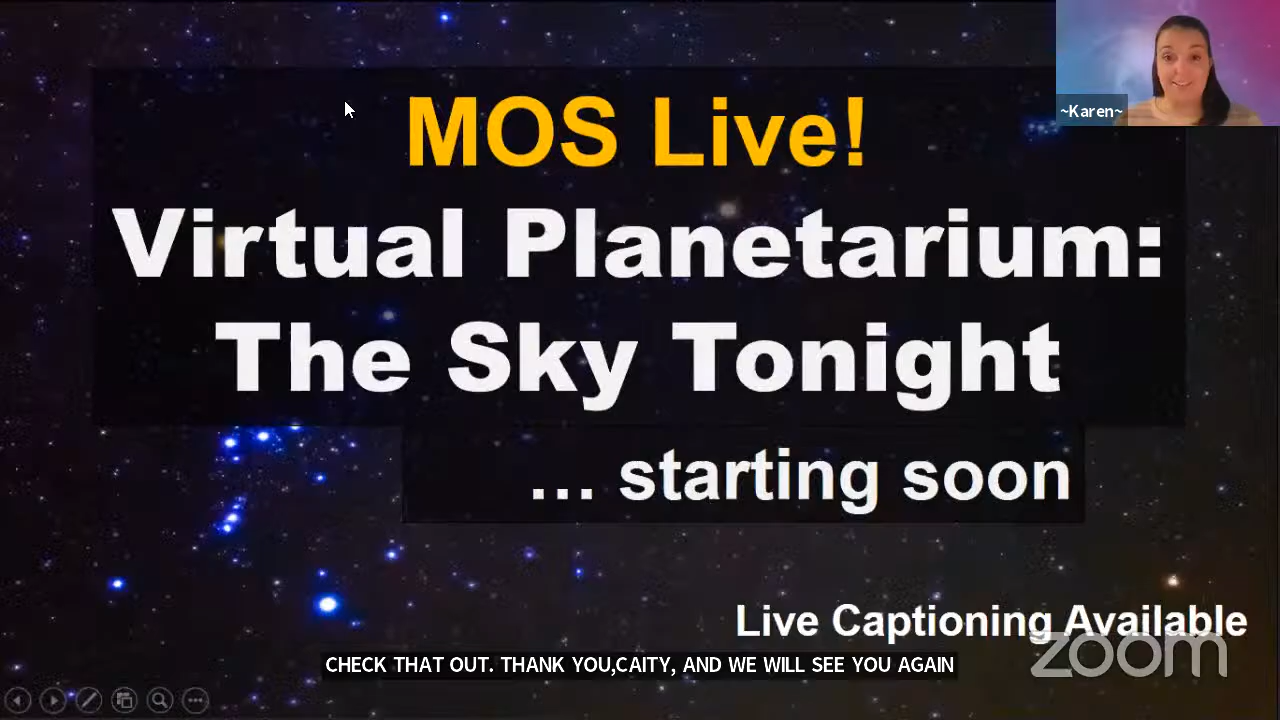 MOS Live!
~Karen~
Virtual Planetarium:
The Sky Tonight
... starting soon
Live Captioning Available
zoom
CHECK THAT OUT. THANK YOU,CAITY, AND WE WILL SEE YOU AGAIN